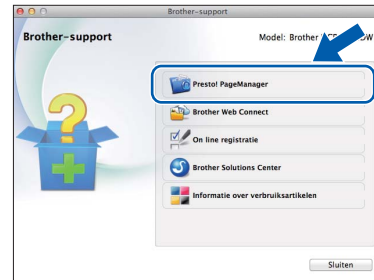 Brother-support
Brother-support
Model: Brother
Presto! PageManager
Brother Web Connect
On line registratie
Brother Solutions Center
Informatie over verbruiksartikelen
Sluiten